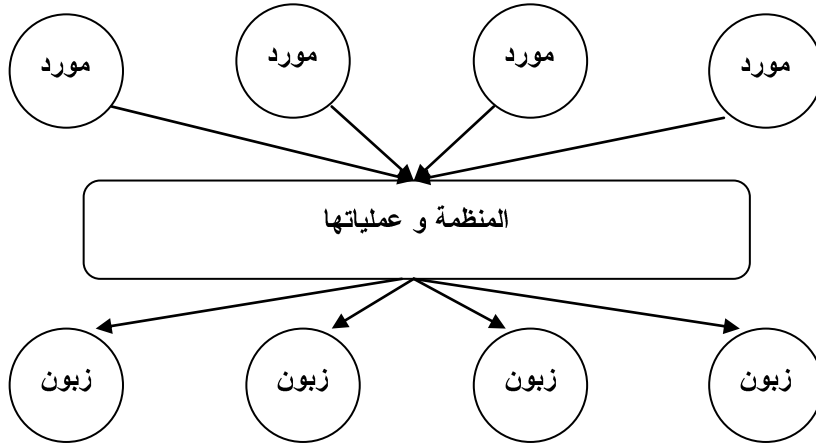 مورد
مورد
مورد
مورد
المنظمة و عملياتها
زبون
زبون
زبون
زبون